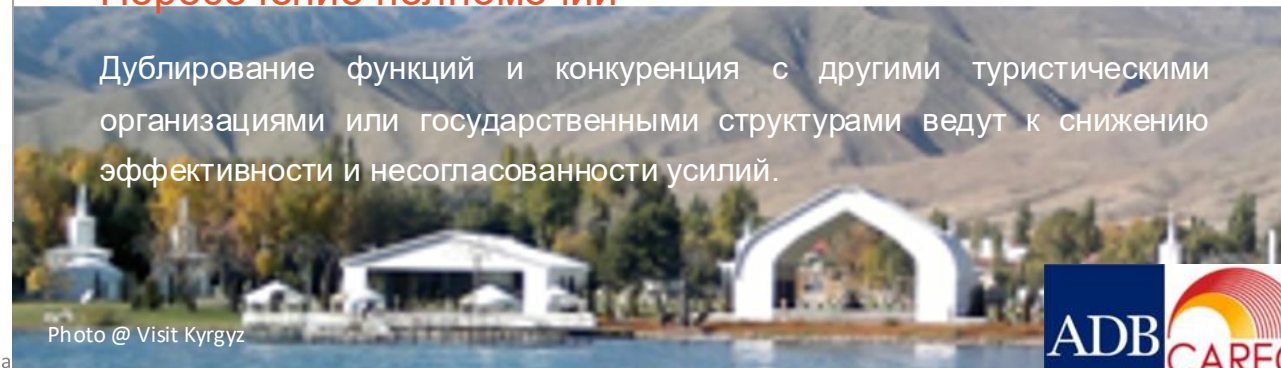 Дублирование функций и конкуренция с другими туристическими
организациями или государственными структурами ведут к снижению
эффективности и несогласованности усилий.
Photo @ Visit Kyrgyz
ADB
a